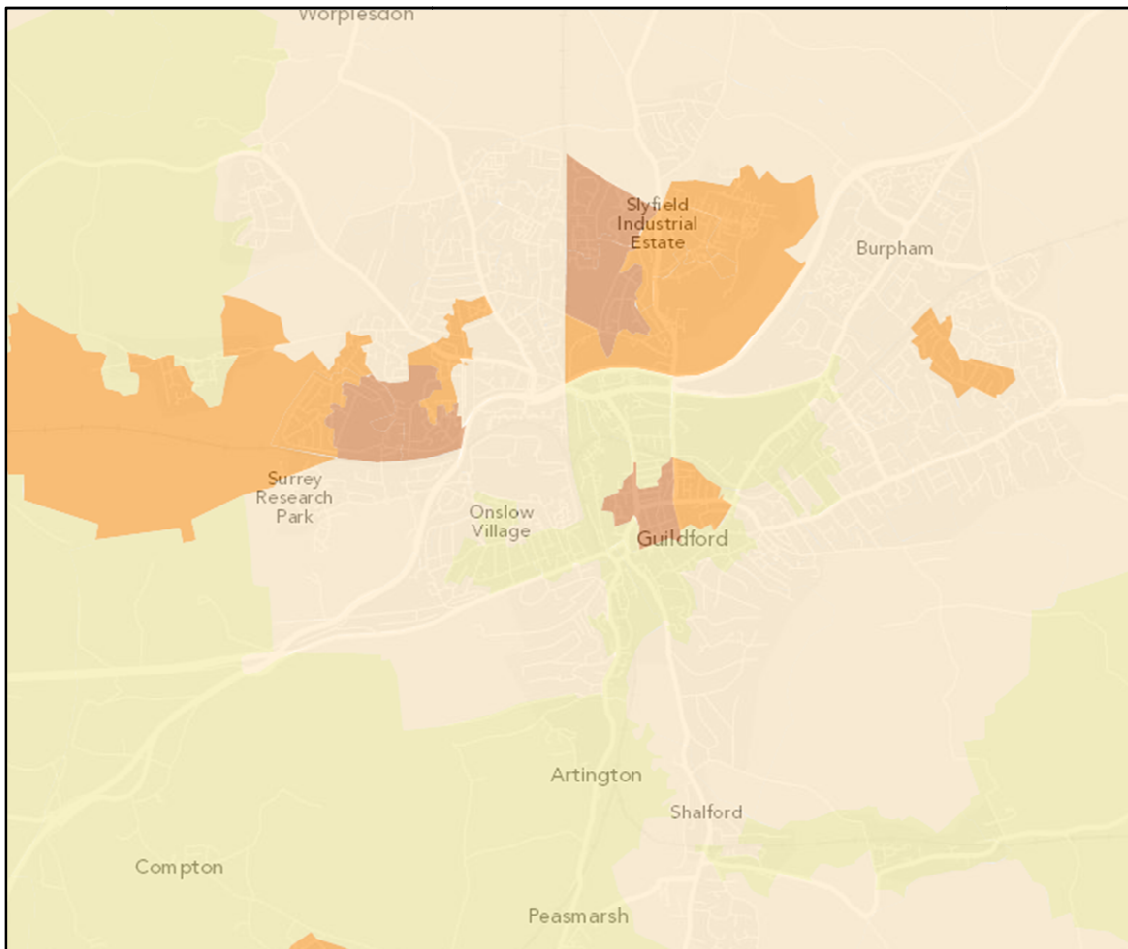 Worplesdon
Slyfield
Industrial
Estate
Burpham
Surrey
Research
Park
Onslow
Village
Guildford
Artington
Shalford
Compton
Peasmarsh